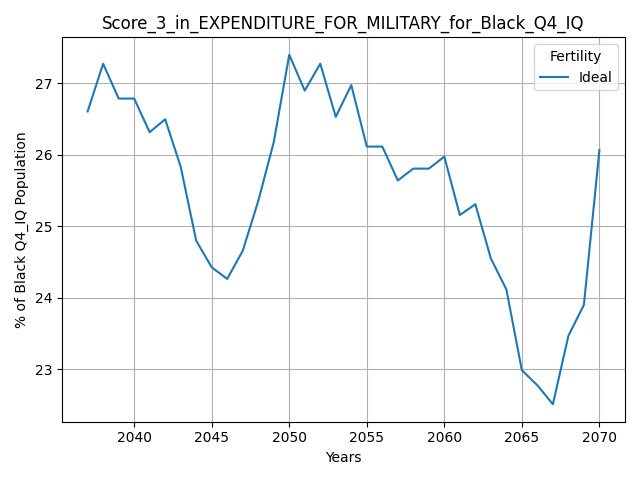 Score_3_in_EXPENDITURE_FOR_MILITARY_for_Black_Q4_IQ
Fertility
Ideal
% of Black Q4_IQ Population
27
26
25
24
23
2040 2045 2050 2055 2060 2065 2070
Years